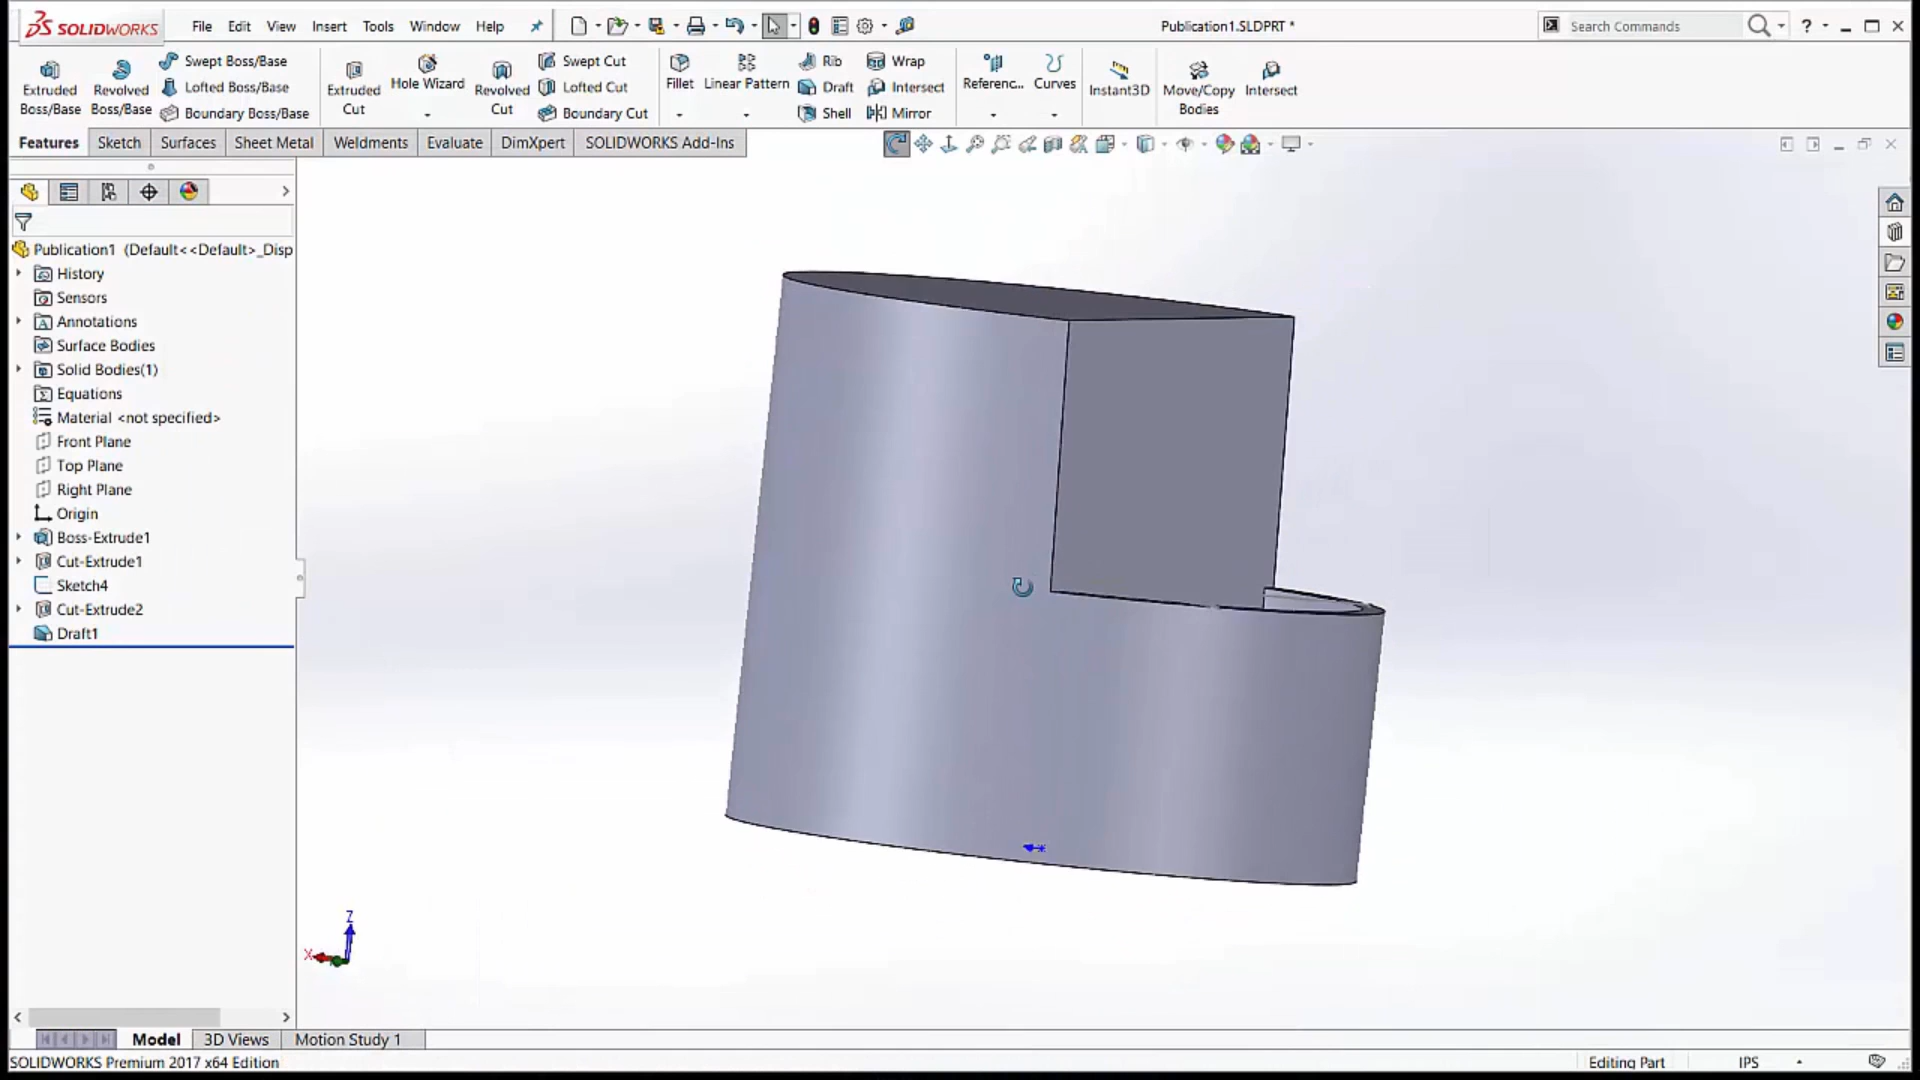 SOLIDWORKS
File Edit View Insert Tools Window Help
Publication1.SLDPRT *
Search Commands
?
Extruded Boss/Base
Revolved Boss/Base
Swept Boss/Base
Lofted Boss/Base
Boundary Boss/Base
Extruded Cut
Hole Wizard
Revolved Cut
Swept Cut
Lofted Cut
Boundary Cut
Fillet
Linear Pattern
Rib
Draft
Shell
Wrap
Intersect
Mirror
Referenc...
Curves
Instant3D
Move/Copy Bodies
Intersect
Features Sketch Surfaces Sheet Metal Weldments Evaluate DimXpert SOLIDWORKS Add-Ins
Publication1 (Default<<Default>_Disp
History
Sensors
Annotations
Surface Bodies
Solid Bodies(1)
Equations
Material <not specified>
Front Plane
Top Plane
Right Plane
Origin
Boss-Extrude1
Cut-Extrude1
Sketch4
Cut-Extrude2
Draft1
Z
X
Model 3D Views Motion Study 1
SOLIDWORKS Premium 2017 x64 Edition
Editing Part
IPS